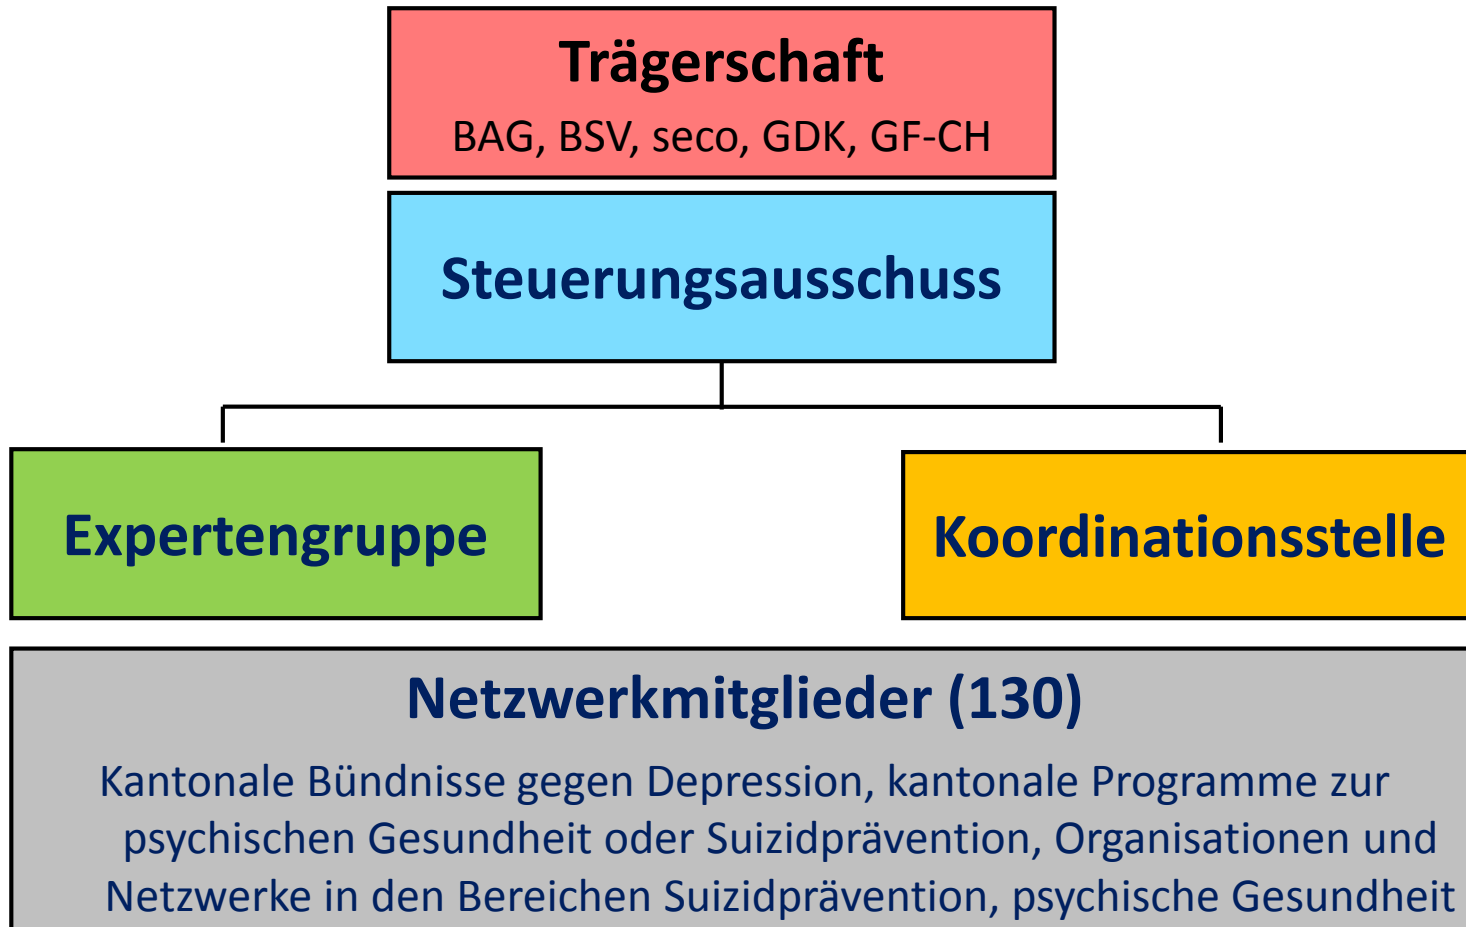 Trägerschaft
BAG, BSV, seco, GDK, GF-CH
Steuerungsausschuss
Expertengruppe
Koordinationsstelle
Netzwerkmitglieder (130)
Kantonale Bündnisse gegen Depression, kantonale Programme zur
psychischen Gesundheit oder Suizidprävention, Organisationen und
Netzwerke in den Bereichen Suizidprävention, psychische Gesundheit